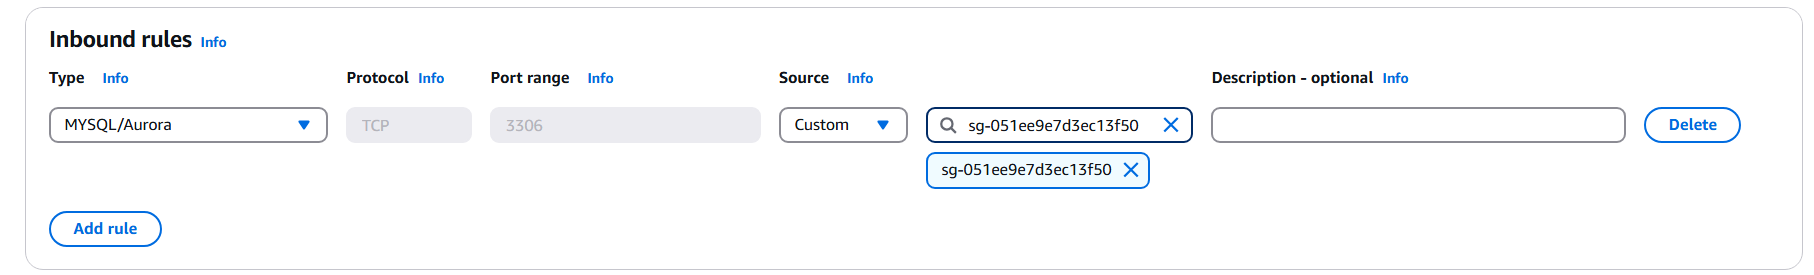 Inbound rules Info
Type Info Protocol Info Port range Info Source Info Description - optional Info
MYSQL/Aurora TCP 3306 Custom sg-051ee9e7d3ec13f50 Delete
sg-051ee9e7d3ec13f50
Add rule